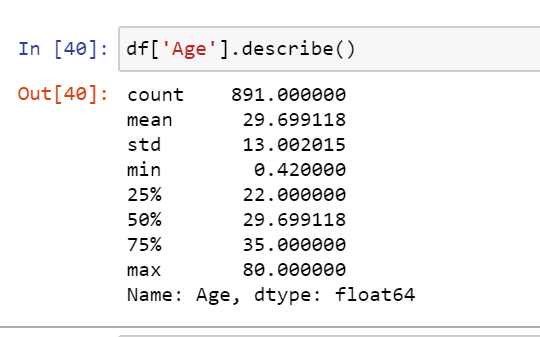 In [40]: df['Age'].describe()
Out[40]: count    891.000000
mean      29.699118
std       13.002015
min        0.420000
25%       22.000000
50%       29.699118
75%       35.000000
max       80.000000
Name: Age, dtype: float64